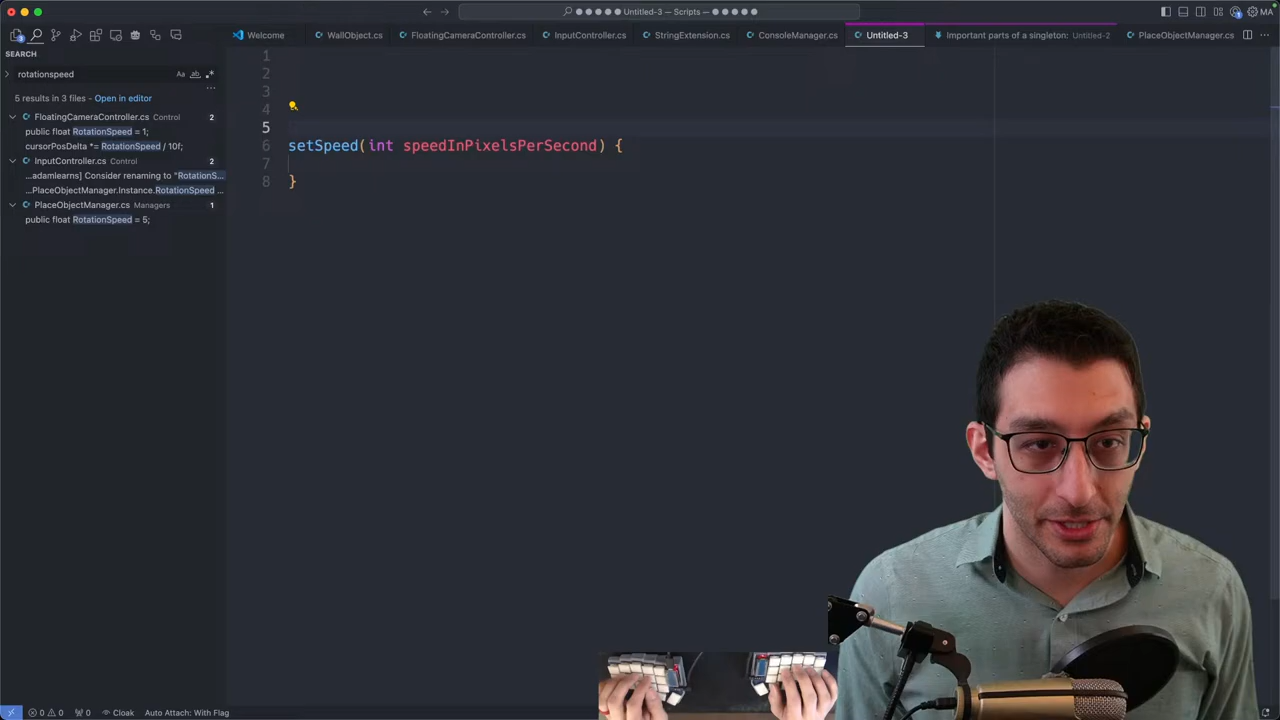 Untitled-3 — Scripts —
MA
Welcome
WallObject.cs
FloatingCameraController.cs
InputController.cs
StringExtension.cs
ConsoleManager.cs
Untitled-3
Important parts of a singleton: Untitled-2
PlaceObjectManager.cs
SEARCH
rotationspeed
Aa
ab
.*
5 results in 3 files - Open in editor
FloatingCameraController.cs Control 2
public float RotationSpeed = 1;
cursorPosDelta *= RotationSpeed / 10f;
InputController.cs Control 2
...adamlearns] Consider renaming to "RotationS...
...PlaceObjectManager.Instance.RotationSpeed ...
PlaceObjectManager.cs Managers 1
public float RotationSpeed = 5;
1
2
3
4
5
6 setSpeed(int speedInPixelsPerSecond) {
7
8 }
0 0 0 Cloak Auto Attach: With Flag